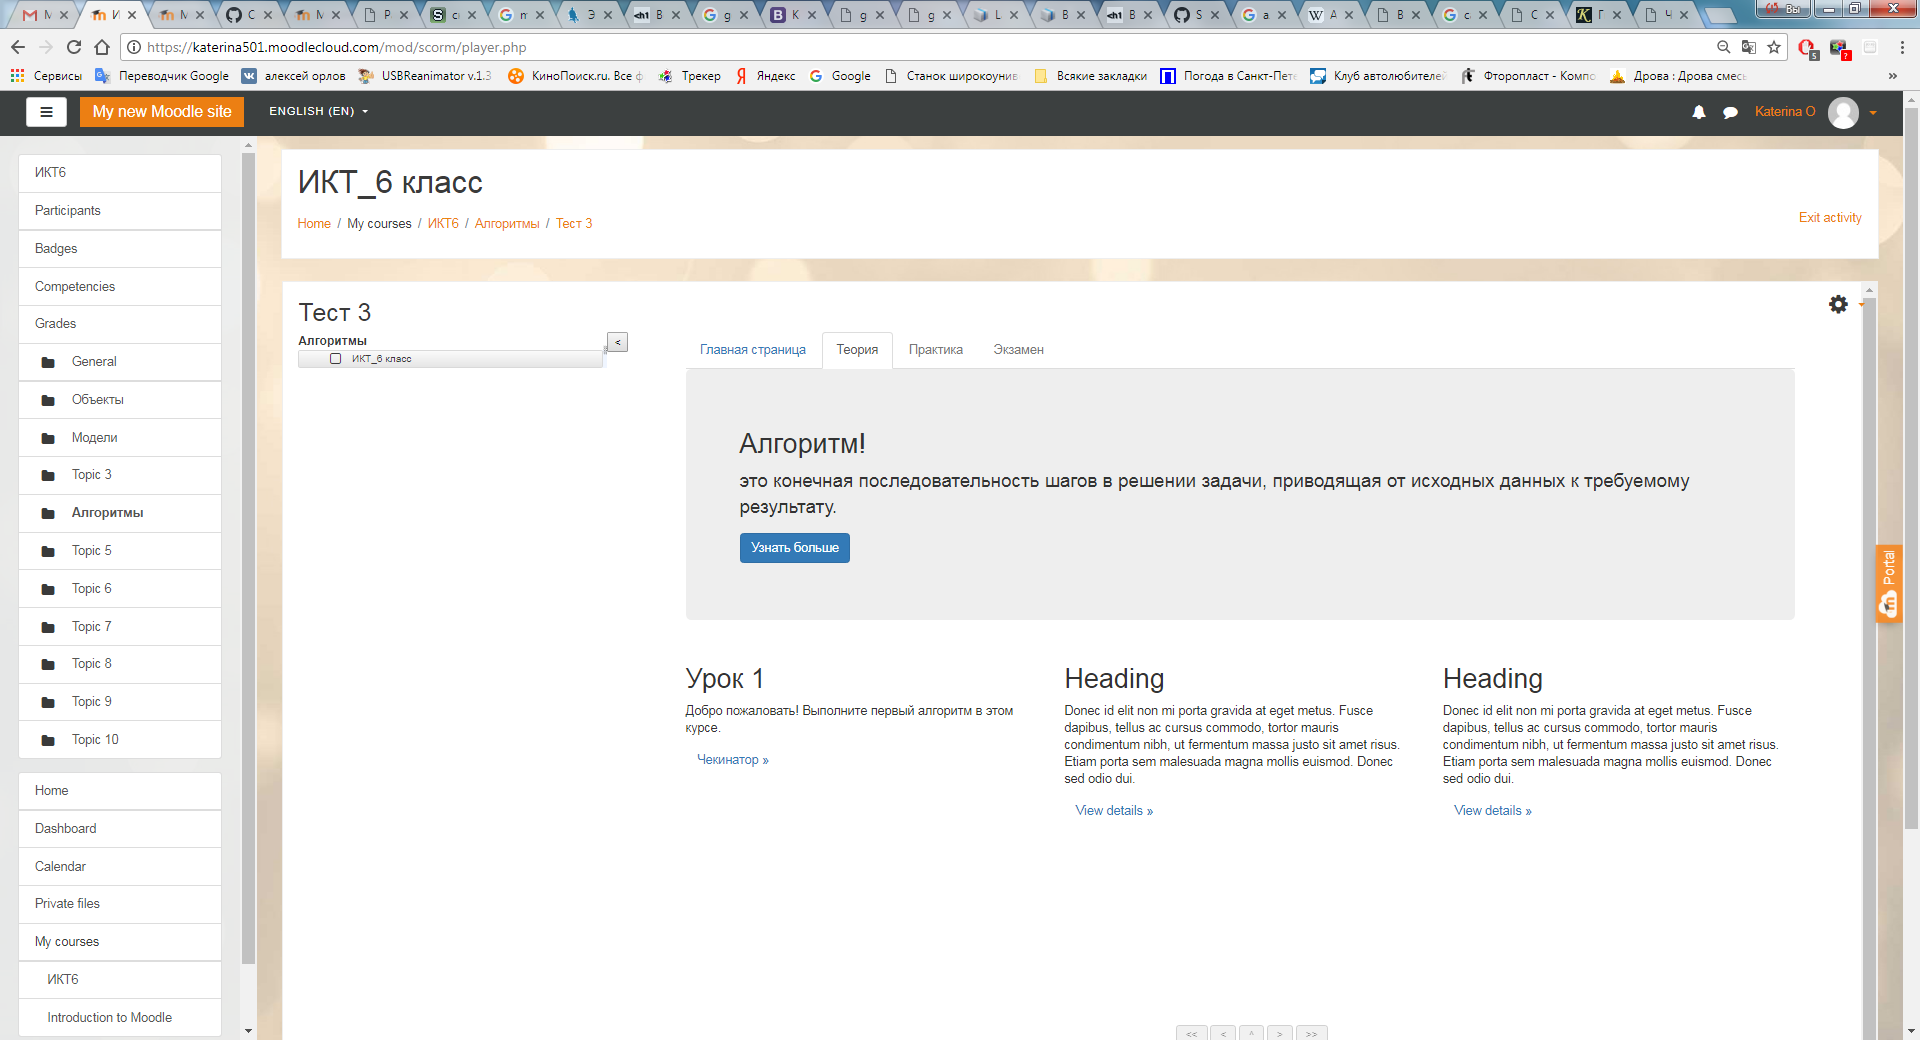 https://katerina501.moodlecloud.com/mod/scorm/player.php
Сервисы
Переводчик Google
алексей орлов
USBReanimator v.1.3
КиноПоиск.ru. Все ф
Трекер
Яндекс
Google
Станок широкоунив
Всякие закладки
Погода в Санкт-Пет
Клуб автолюбителей
Фторопласт - Компо
Дрова : Дрова смес
»
My new Moodle site
ENGLISH (EN)
Katerina O
ИКТ6
Participants
Badges
Competencies
Grades
General
Объекты
Модели
Topic 3
Алгоритмы
Topic 5
Topic 6
Topic 7
Topic 8
Topic 9
Topic 10
Home
Dashboard
Calendar
Private files
My courses
ИКТ6
Introduction to Moodle
ИКТ_6 класс
Home / My courses / ИКТ6 / Алгоритмы / Тест 3
Exit activity
Тест 3
Алгоритмы
ИКТ_6 класс
<
Главная страница
Теория
Практика
Экзамен
Алгоритм!
это конечная последовательность шагов в решении задачи, приводящая от исходных данных к требуемому
результату.
Узнать больше
Урок 1
Добро пожаловать! Выполните первый алгоритм в этом
курсе.
Чекинатор »
Heading
Donec id elit non mi porta gravida at eget metus. Fusce
dapibus, tellus ac cursus commodo, tortor mauris
condimentum nibh, ut fermentum massa justo sit amet risus.
Etiam porta sem malesuada magna mollis euismod. Donec
sed odio dui.
View details »
Heading
Donec id elit non mi porta gravida at eget metus. Fusce
dapibus, tellus ac cursus commodo, tortor mauris
condimentum nibh, ut fermentum massa justo sit amet risus.
Etiam porta sem malesuada magna mollis euismod. Donec
sed odio dui.
View details »
Portal
<< < ^ > >>